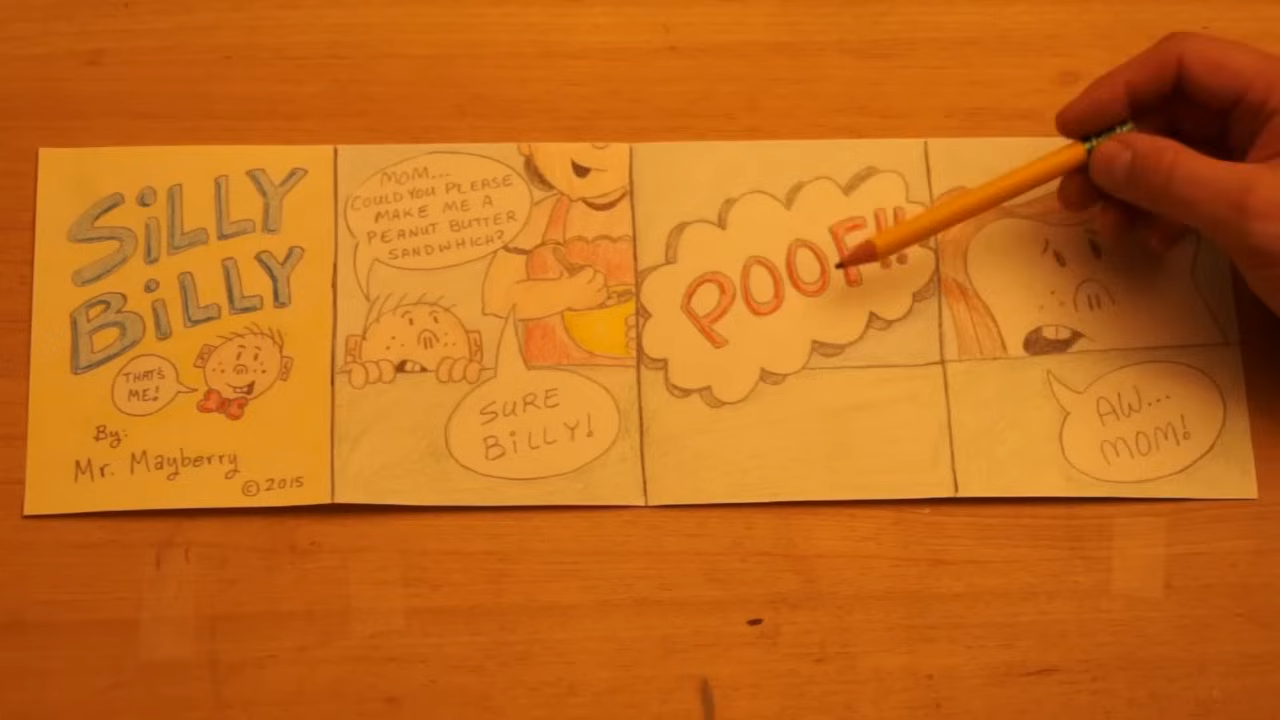 SiLLY
BiLLY
THAT'S
ME!
By:
Mr. Mayberry
© 2015
MOM...
COULD YOU PLEASE
MAKE ME A
PEANUT BUTTER
SANDWHICH?
SURE
BiLLY!
POOF!!
AW...
MOM!